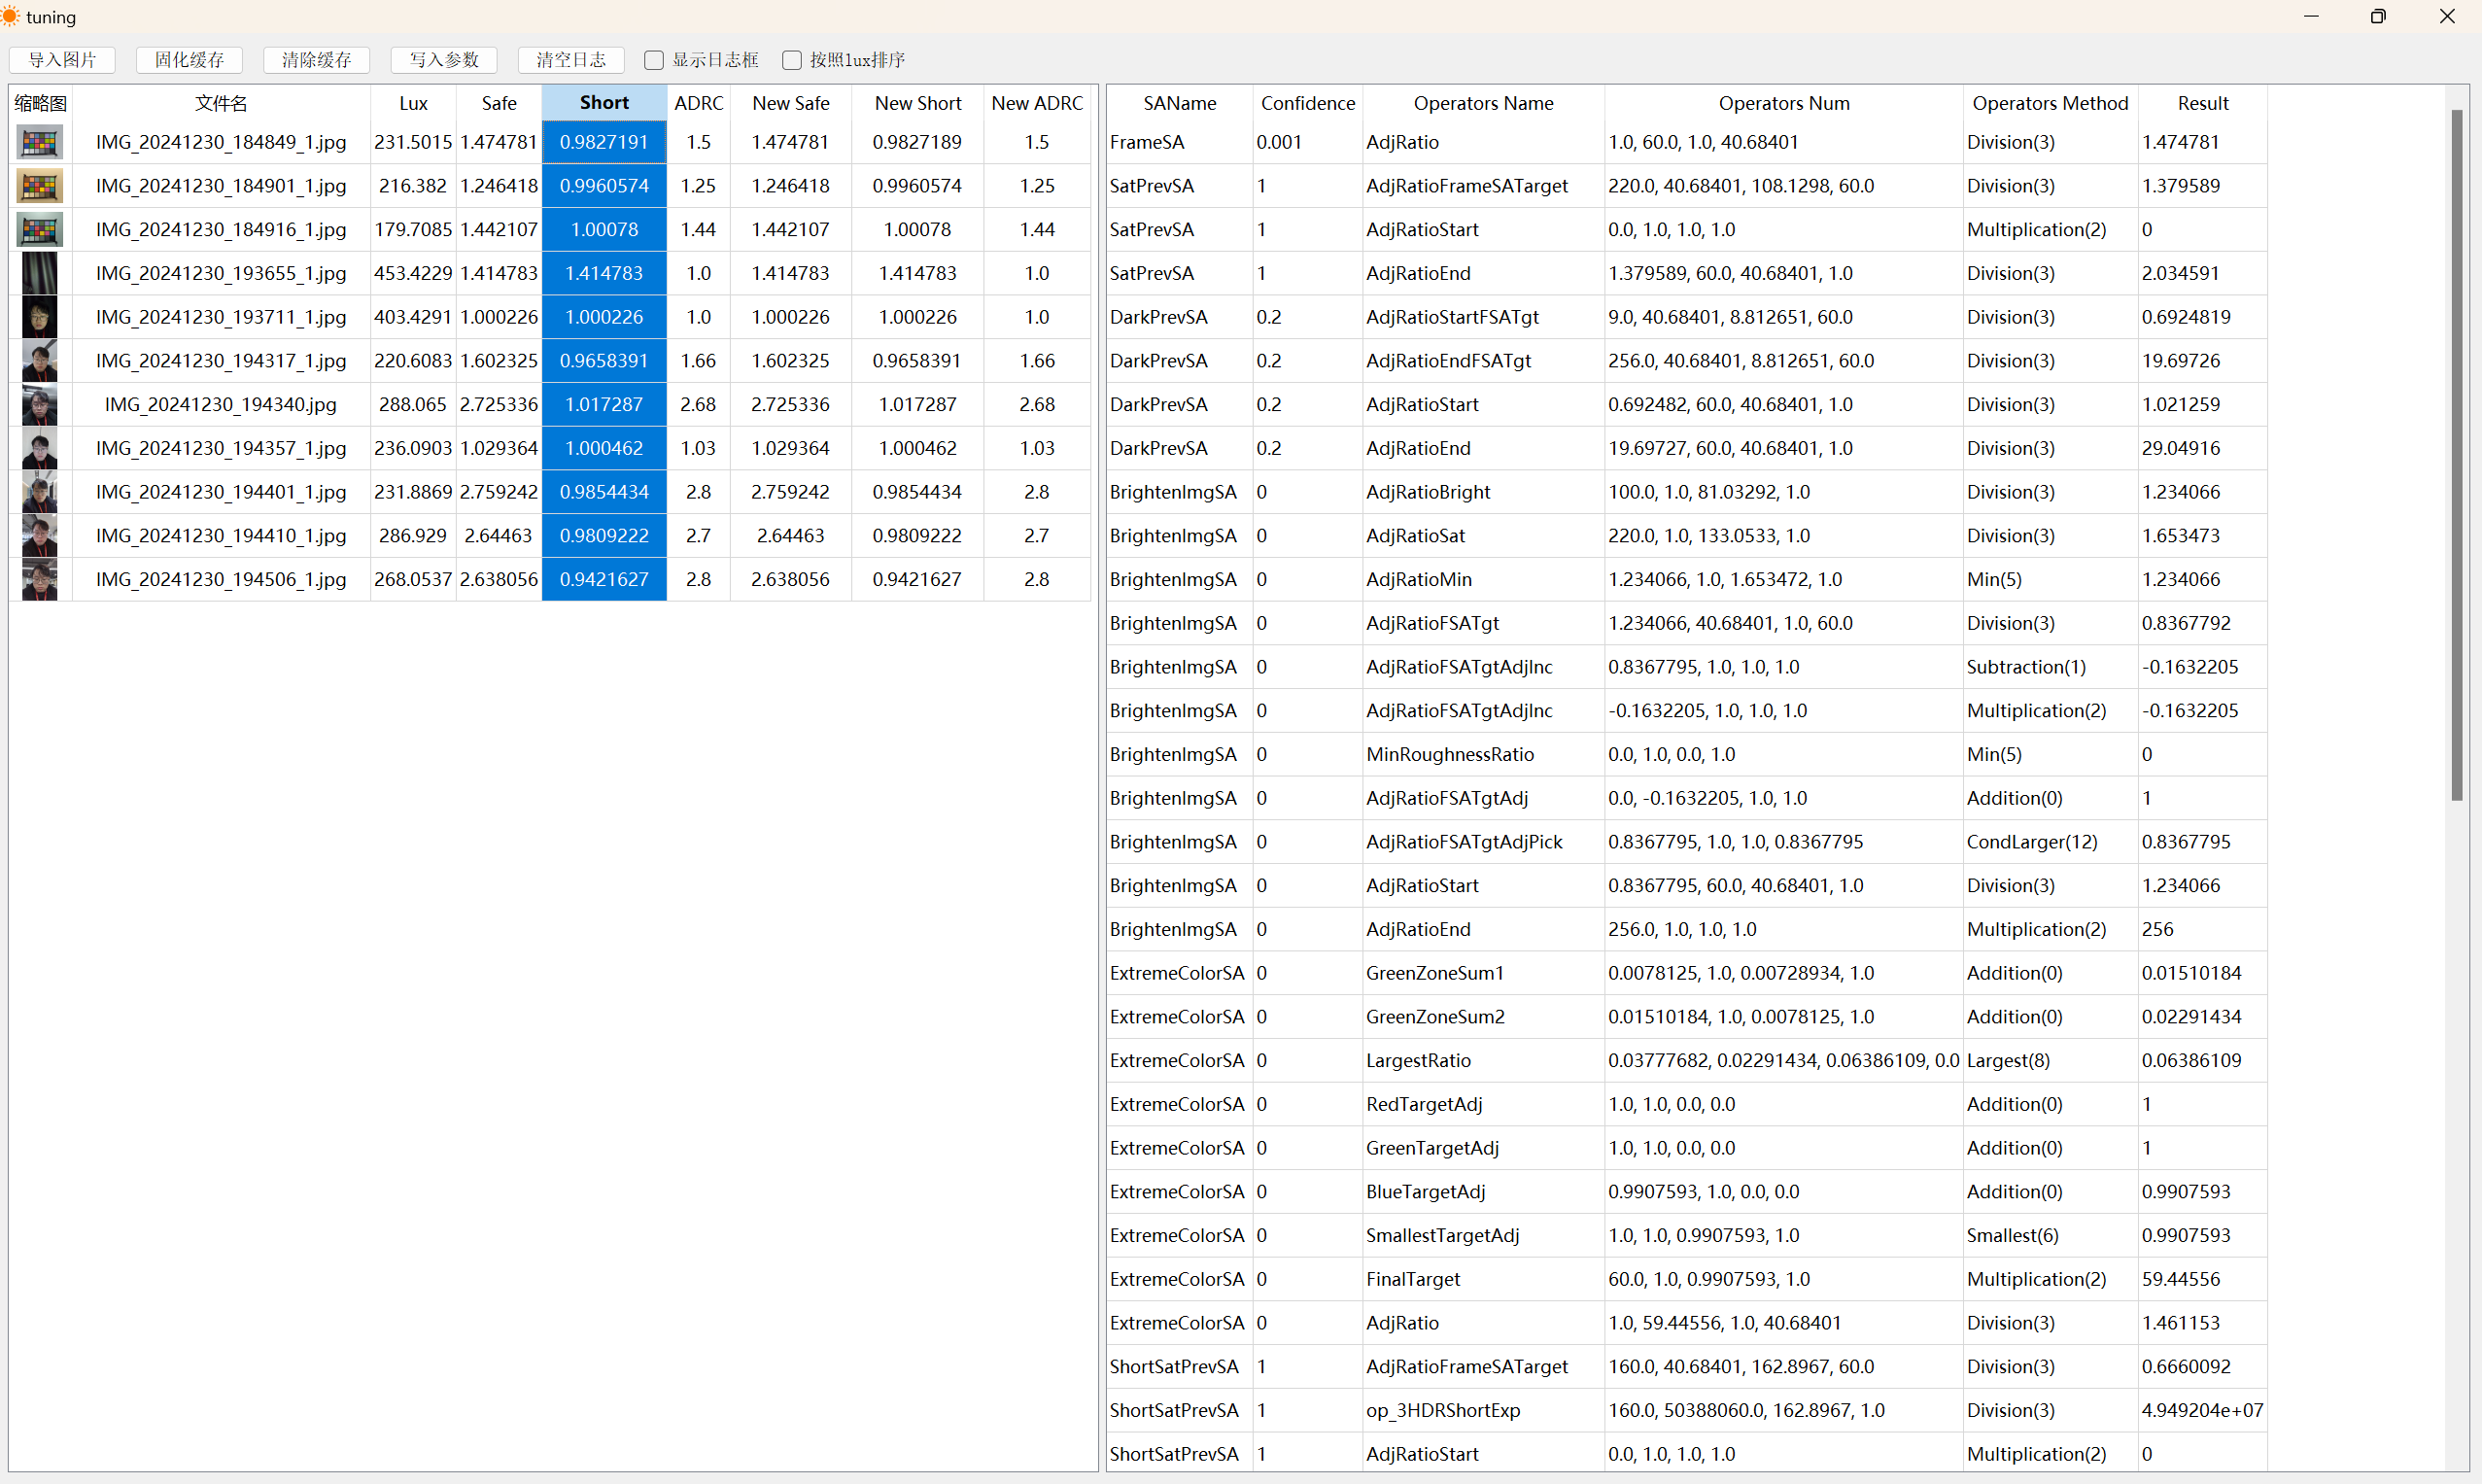 tuning
导入图片 固化缓存 清除缓存 写入参数 清空日志 显示日志框 按照lux排序
缩略图 文件名 Lux Safe Short ADRC New Safe New Short New ADRC
IMG_20241230_184849_1.jpg 231.5015 1.474781 0.9827191 1.5 1.474781 0.9827189 1.5
IMG_20241230_184901_1.jpg 216.382 1.246418 0.9960574 1.25 1.246418 0.9960574 1.25
IMG_20241230_184916_1.jpg 179.7085 1.442107 1.00078 1.44 1.442107 1.00078 1.44
IMG_20241230_193655_1.jpg 453.4229 1.414783 1.414783 1.0 1.414783 1.414783 1.0
IMG_20241230_193711_1.jpg 403.4291 1.000226 1.000226 1.0 1.000226 1.000226 1.0
IMG_20241230_194317_1.jpg 220.6083 1.602325 0.9658391 1.66 1.602325 0.9658391 1.66
IMG_20241230_194340.jpg 288.065 2.725336 1.017287 2.68 2.725336 1.017287 2.68
IMG_20241230_194357_1.jpg 236.0903 1.029364 1.000462 1.03 1.029364 1.000462 1.03
IMG_20241230_194401_1.jpg 231.8869 2.759242 0.9854434 2.8 2.759242 0.9854434 2.8
IMG_20241230_194410_1.jpg 286.929 2.64463 0.9809222 2.7 2.64463 0.9809222 2.7
IMG_20241230_194506_1.jpg 268.0537 2.638056 0.9421627 2.8 2.638056 0.9421627 2.8
SAName Confidence Operators Name Operators Num Operators Method Result
FrameSA 0.001 AdjRatio 1.0, 60.0, 1.0, 40.68401 Division(3) 1.474781
SatPrevSA 1 AdjRatioFrameSATarget 220.0, 40.68401, 108.1298, 60.0 Division(3) 1.379589
SatPrevSA 1 AdjRatioStart 0.0, 1.0, 1.0, 1.0 Multiplication(2) 0
SatPrevSA 1 AdjRatioEnd 1.379589, 60.0, 40.68401, 1.0 Division(3) 2.034591
DarkPrevSA 0.2 AdjRatioStartFSATgt 9.0, 40.68401, 8.812651, 60.0 Division(3) 0.6924819
DarkPrevSA 0.2 AdjRatioEndFSATgt 256.0, 40.68401, 8.812651, 60.0 Division(3) 19.69726
DarkPrevSA 0.2 AdjRatioStart 0.692482, 60.0, 40.68401, 1.0 Division(3) 1.021259
DarkPrevSA 0.2 AdjRatioEnd 19.69727, 60.0, 40.68401, 1.0 Division(3) 29.04916
BrightenImgSA 0 AdjRatioBright 100.0, 1.0, 81.03292, 1.0 Division(3) 1.234066
BrightenImgSA 0 AdjRatioSat 220.0, 1.0, 133.0533, 1.0 Division(3) 1.653473
BrightenImgSA 0 AdjRatioMin 1.234066, 1.0, 1.653472, 1.0 Min(5) 1.234066
BrightenImgSA 0 AdjRatioFSATgt 1.234066, 40.68401, 1.0, 60.0 Division(3) 0.8367792
BrightenImgSA 0 AdjRatioFSATgtAdjInc 0.8367795, 1.0, 1.0, 1.0 Subtraction(1) -0.1632205
BrightenImgSA 0 AdjRatioFSATgtAdjInc -0.1632205, 1.0, 1.0, 1.0 Multiplication(2) -0.1632205
BrightenImgSA 0 MinRoughnessRatio 0.0, 1.0, 0.0, 1.0 Min(5) 0
BrightenImgSA 0 AdjRatioFSATgtAdj 0.0, -0.1632205, 1.0, 1.0 Addition(0) 1
BrightenImgSA 0 AdjRatioFSATgtAdjPick 0.8367795, 1.0, 1.0, 0.8367795 CondLarger(12) 0.8367795
BrightenImgSA 0 AdjRatioStart 0.8367795, 60.0, 40.68401, 1.0 Division(3) 1.234066
BrightenImgSA 0 AdjRatioEnd 256.0, 1.0, 1.0, 1.0 Multiplication(2) 256
ExtremeColorSA 0 GreenZoneSum1 0.0078125, 1.0, 0.00728934, 1.0 Addition(0) 0.01510184
ExtremeColorSA 0 GreenZoneSum2 0.01510184, 1.0, 0.0078125, 1.0 Addition(0) 0.02291434
ExtremeColorSA 0 LargestRatio 0.03777682, 0.02291434, 0.06386109, 0.0 Largest(8) 0.06386109
ExtremeColorSA 0 RedTargetAdj 1.0, 1.0, 0.0, 0.0 Addition(0) 1
ExtremeColorSA 0 GreenTargetAdj 1.0, 1.0, 0.0, 0.0 Addition(0) 1
ExtremeColorSA 0 BlueTargetAdj 0.9907593, 1.0, 0.0, 0.0 Addition(0) 0.9907593
ExtremeColorSA 0 SmallestTargetAdj 1.0, 1.0, 0.9907593, 1.0 Smallest(6) 0.9907593
ExtremeColorSA 0 FinalTarget 60.0, 1.0, 0.9907593, 1.0 Multiplication(2) 59.44556
ExtremeColorSA 0 AdjRatio 1.0, 59.44556, 1.0, 40.68401 Division(3) 1.461153
ShortSatPrevSA 1 AdjRatioFrameSATarget 160.0, 40.68401, 162.8967, 60.0 Division(3) 0.6660092
ShortSatPrevSA 1 op_3HDRShortExp 160.0, 50388060.0, 162.8967, 1.0 Division(3) 4.949204e+07
ShortSatPrevSA 1 AdjRatioStart 0.0, 1.0, 1.0, 1.0 Multiplication(2) 0